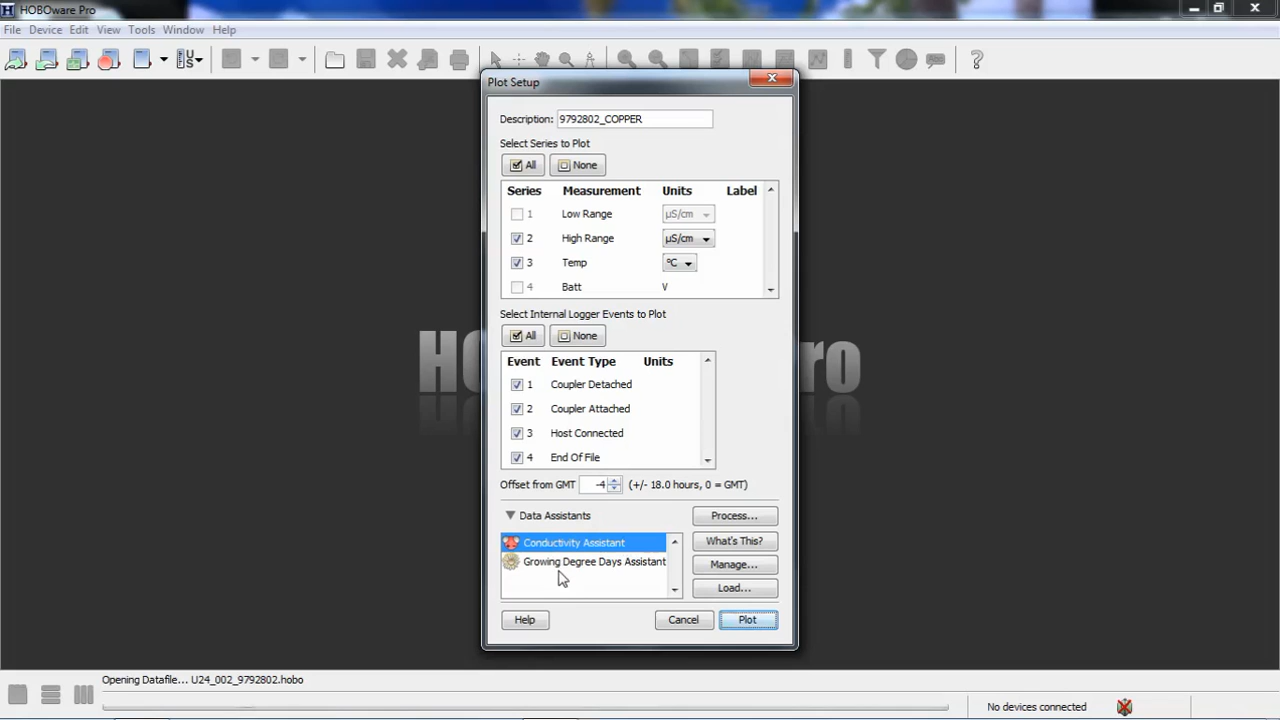 HOBOware Pro
File Device Edit View Tools Window Help
Plot Setup
Description: 9792802_COPPER
Select Series to Plot
All None
Series Measurement Units Label
1 Low Range µS/cm
2 High Range µS/cm
3 Temp °C
4 Batt V
Select Internal Logger Events to Plot
All None
Event Event Type Units
1 Coupler Detached
2 Coupler Attached
3 Host Connected
4 End Of File
Offset from GMT -4 (+/- 18.0 hours, 0 = GMT)
Data Assistants Process...
Conductivity Assistant What's This?
Growing Degree Days Assistant Manage...
Load...
Help Cancel Plot
Opening Datafile... U24_002_9792802.hobo
No devices connected